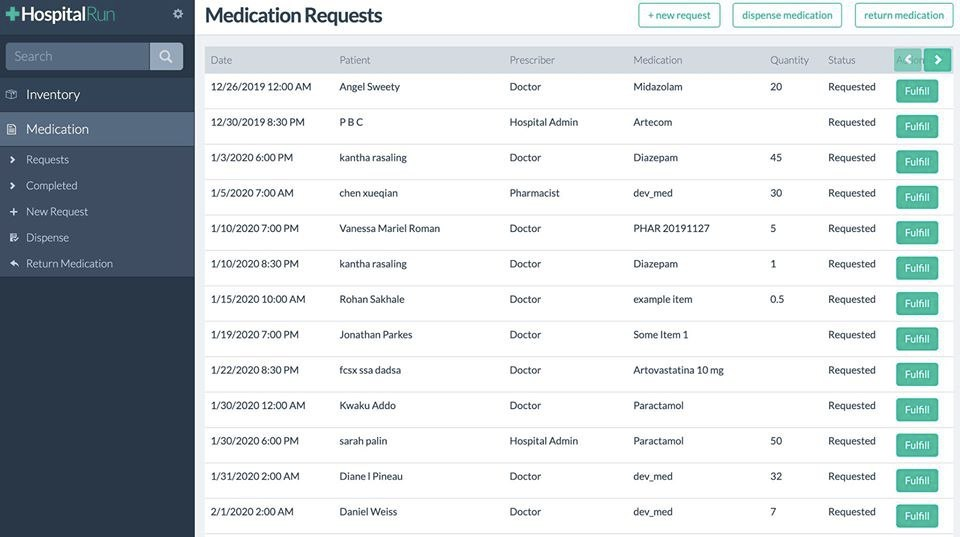 HospitalRun
Medication Requests
+ new request
dispense medication
return medication
Search
Inventory
Medication
Requests
Completed
New Request
Dispense
Return Medication
Date Patient Prescriber Medication Quantity Status
12/26/2019 12:00 AM Angel Sweety Doctor Midazolam 20 Requested Fulfill
12/30/2019 8:30 PM P B C Hospital Admin Artecom Requested Fulfill
1/3/2020 6:00 PM kantha rasaling Doctor Diazepam 45 Requested Fulfill
1/5/2020 7:00 AM chen xueqian Pharmacist dev_med 30 Requested Fulfill
1/10/2020 7:00 PM Vanessa Mariel Roman Doctor PHAR 20191127 5 Requested Fulfill
1/10/2020 8:30 PM kantha rasaling Doctor Diazepam 1 Requested Fulfill
1/15/2020 10:00 AM Rohan Sakhale Doctor example item 0.5 Requested Fulfill
1/19/2020 7:00 PM Jonathan Parkes Doctor Some Item 1 Requested Fulfill
1/22/2020 8:30 PM fcsx ssa dadsa Doctor Artovastatina 10 mg Requested Fulfill
1/30/2020 12:00 AM Kwaku Addo Doctor Paractamol Requested Fulfill
1/30/2020 6:00 PM sarah palin Hospital Admin Paractamol 50 Requested Fulfill
1/31/2020 2:00 AM Diane l Pineau Doctor dev_med 32 Requested Fulfill
2/1/2020 2:00 AM Daniel Weiss Doctor dev_med 7 Requested Fulfill